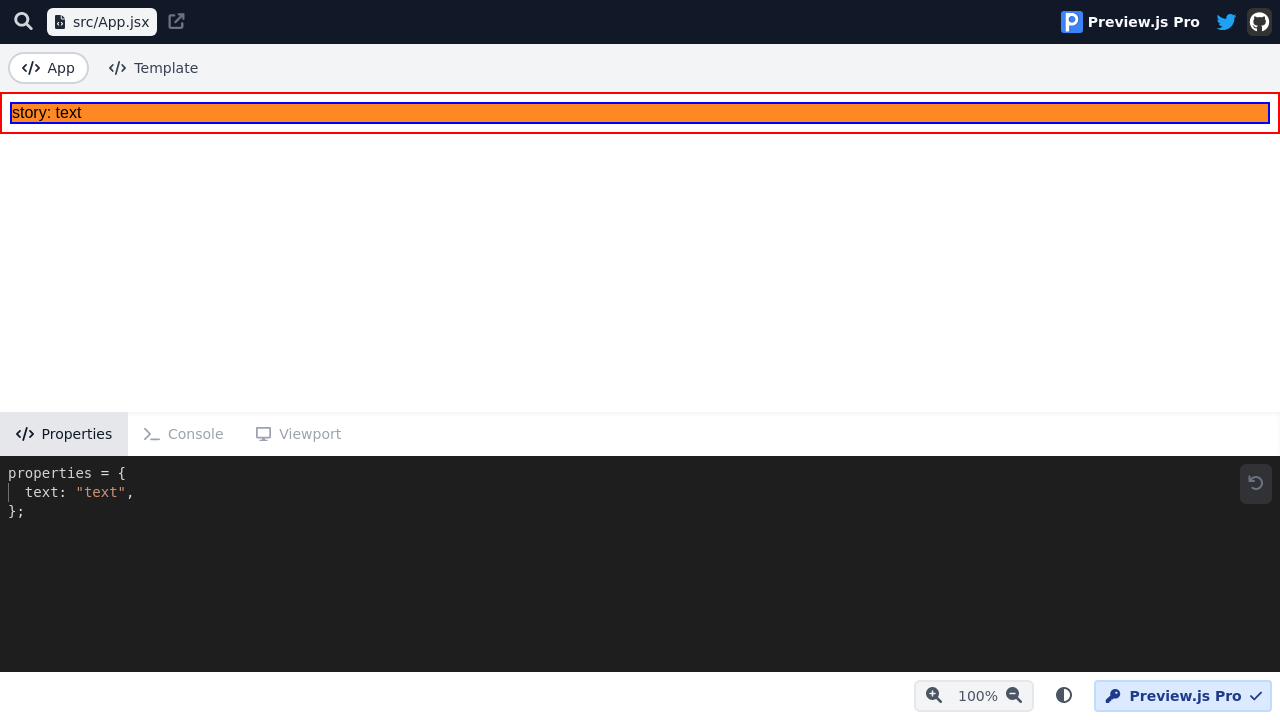 src/App.jsx
Preview.js Pro
App
Template
story: text
Properties
Console
Viewport
properties = {
  text: "text",
};
100%
Preview.js Pro